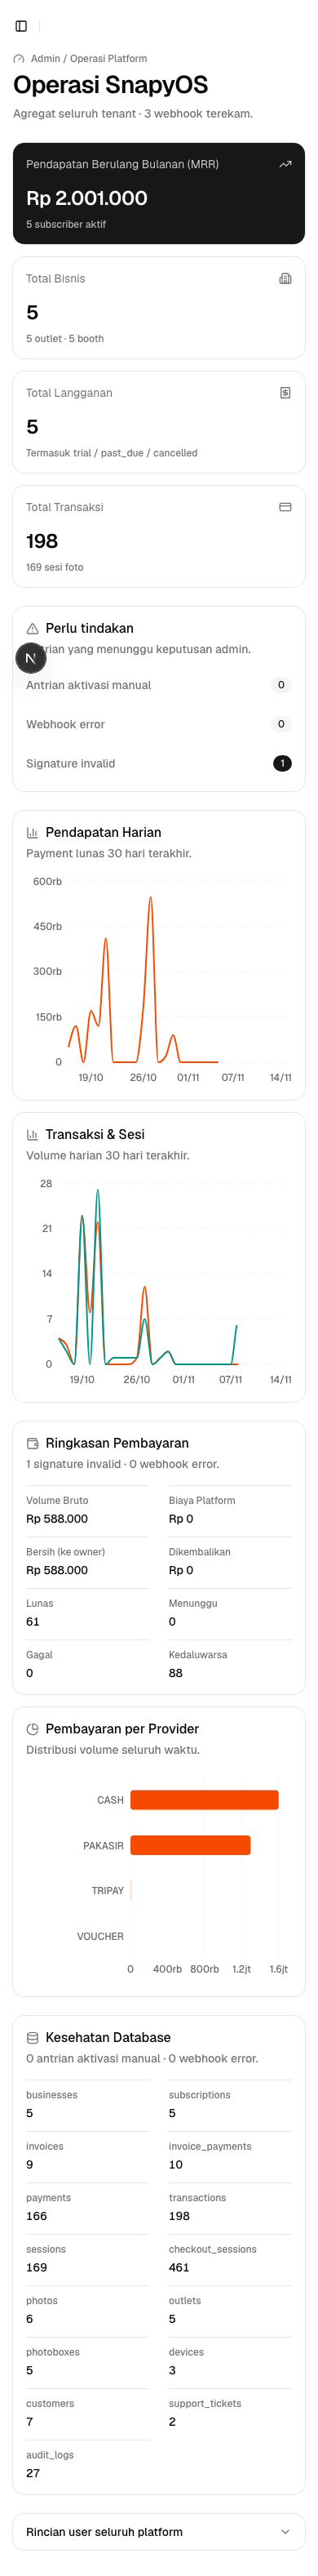 Admin / Operasi Platform
Operasi SnapyOS
Agregat seluruh tenant · 3 webhook terekam.
Pendapatan Berulang Bulanan (MRR)
Rp 2.001.000
5 subscriber aktif
Total Bisnis
5
5 outlet · 5 booth
Total Langganan
5
Termasuk trial / past_due / cancelled
Total Transaksi
198
169 sesi foto
Perlu tindakan
yang menunggu keputusan admin.
N
Antrian aktivasi manual
0
Webhook error
0
Signature invalid
1
Pendapatan Harian
Payment lunas 30 hari terakhir.
600rb
450rb
300rb
150rb
0
19/10 26/10 01/11 07/11 14/11
Transaksi & Sesi
Volume harian 30 hari terakhir.
28
21
14
7
0
19/10 26/10 01/11 07/11 14/11
Ringkasan Pembayaran
1 signature invalid · 0 webhook error.
Volume Bruto
Rp 588.000
Biaya Platform
Rp 0
Bersih (ke owner)
Rp 588.000
Dikembalikan
Rp 0
Lunas
61
Menunggu
0
Gagal
0
Kedaluwarsa
88
Pembayaran per Provider
Distribusi volume seluruh waktu.
CASH
PAKASIR
TRIPAY
VOUCHER
0 400rb 800rb 1.2jt 1.6jt
Kesehatan Database
0 antrian aktivasi manual · 0 webhook error.
businesses
5
subscriptions
5
invoices
9
invoice_payments
10
payments
166
transactions
198
sessions
169
checkout_sessions
461
photos
6
outlets
5
photoboxes
5
devices
3
customers
7
support_tickets
2
audit_logs
27
Rincian user seluruh platform